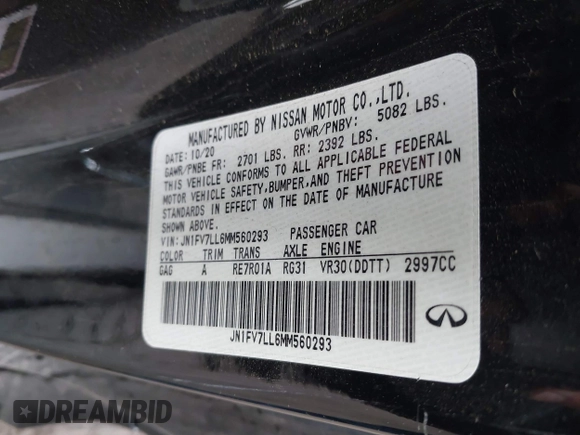 MANUFACTURED BY NISSAN MOTOR CO.,LTD.
DATE: 10/20 GVWR/PNBV: 5082 LBS.
GAWR/PNBE FR: 2701 LBS. RR: 2392 LBS.
THIS VEHICLE CONFORMS TO ALL APPLICABLE FEDERAL
MOTOR VEHICLE SAFETY,BUMPER,AND THEFT PREVENTION
STANDARDS IN EFFECT ON THE DATE OF MANUFACTURE
SHOWN ABOVE.
VIN: JN1FV7LL6MM560293 PASSENGER CAR
COLOR TRIM TRANS AXLE ENGINE
GAG A RE7R01A RG31 VR30(DDTT) 2997CC
JN1FV7LL6MM560293
DREAMBID